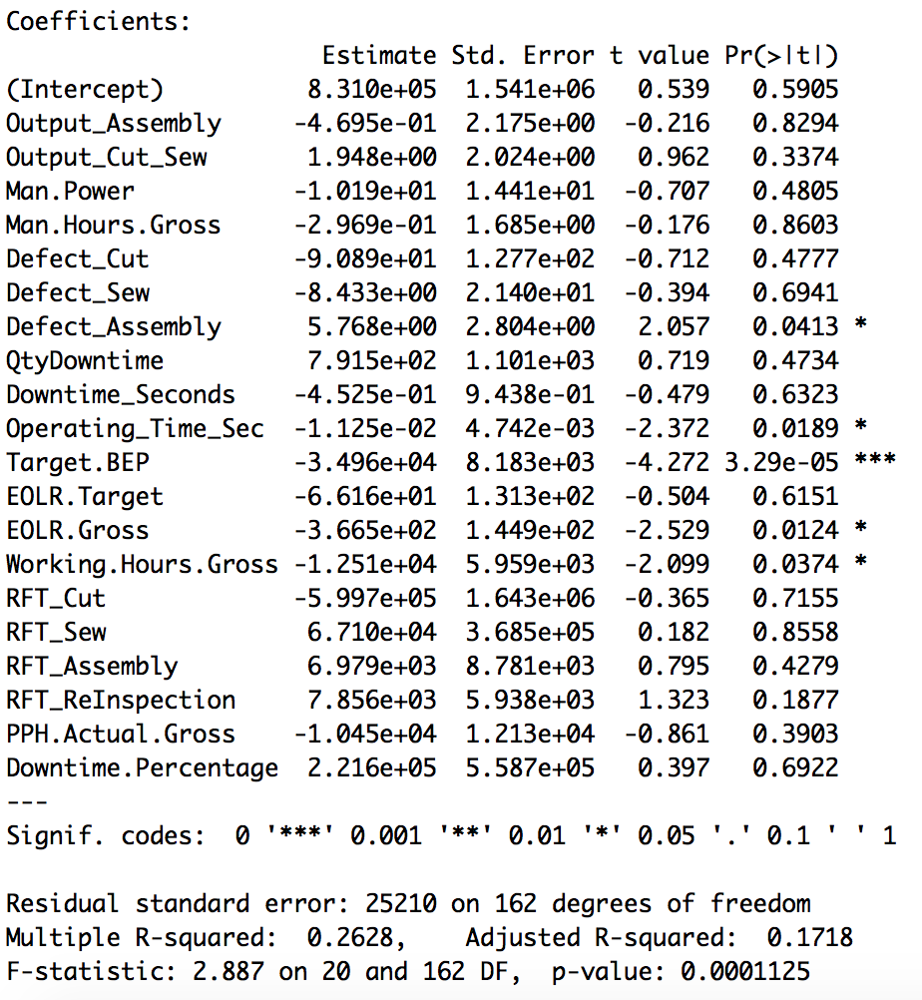 Coefficients:
                     Estimate Std. Error t value Pr(>|t|)
(Intercept)         8.310e+05  1.541e+06   0.539   0.5905
Output_Assembly    -4.695e-01  2.175e+00  -0.216   0.8294
Output_Cut_Sew      1.948e+00  2.024e+00   0.962   0.3374
Man.Power          -1.019e+01  1.441e+01  -0.707   0.4805
Man.Hours.Gross    -2.969e-01  1.685e+00  -0.176   0.8603
Defect_Cut         -9.089e+01  1.277e+02  -0.712   0.4777
Defect_Sew         -8.433e+00  2.140e+01  -0.394   0.6941
Defect_Assembly     5.768e+00  2.804e+00   2.057   0.0413 *
QtyDowntime         7.915e+02  1.101e+03   0.719   0.4734
Downtime_Seconds   -4.525e-01  9.438e-01  -0.479   0.6323
Operating_Time_Sec -1.125e-02  4.742e-03  -2.372   0.0189 *
Target.BEP         -3.496e+04  8.183e+03  -4.272 3.29e-05 ***
EOLR.Target        -6.616e+01  1.313e+02  -0.504   0.6151
EOLR.Gross         -3.665e+02  1.449e+02  -2.529   0.0124 *
Working.Hours.Gross -1.251e+04  5.959e+03  -2.099   0.0374 *
RFT_Cut            -5.997e+05  1.643e+06  -0.365   0.7155
RFT_Sew             6.710e+04  3.685e+05   0.182   0.8558
RFT_Assembly        6.979e+03  8.781e+03   0.795   0.4279
RFT_ReInspection    7.856e+03  5.938e+03   1.323   0.1877
PPH.Actual.Gross   -1.045e+04  1.213e+04  -0.861   0.3903
Downtime.Percentage  2.216e+05  5.587e+05   0.397   0.6922
---
Signif. codes:  0 '***' 0.001 '**' 0.01 '*' 0.05 '.' 0.1 ' ' 1
Residual standard error: 25210 on 162 degrees of freedom
Multiple R-squared:  0.2628,    Adjusted R-squared:  0.1718
F-statistic: 2.887 on 20 and 162 DF,  p-value: 0.0001125